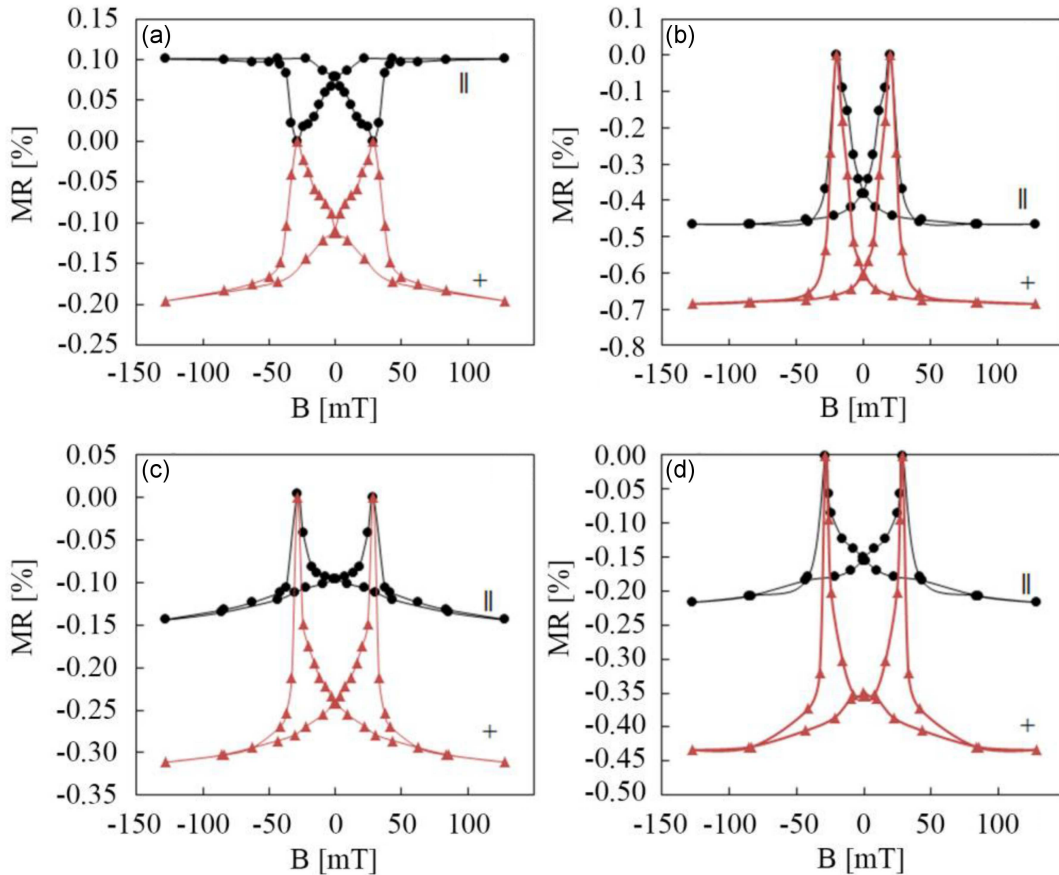 (a)
0.15
0.10
0.05
0.00
-0.05
-0.10
-0.15
-0.20
-0.25
MR [%]
||
+
-150 -100 -50 0 50 100
B [mT]
(b)
0.1
0.0
-0.1
-0.2
-0.3
-0.4
-0.5
-0.6
-0.7
-0.8
MR [%]
||
+
-150 -100 -50 0 50 100
B [mT]
(c)
0.05
0.00
-0.05
-0.10
-0.15
-0.20
-0.25
-0.30
-0.35
MR [%]
||
+
-150 -100 -50 0 50 100
B [mT]
(d)
0.00
-0.05
-0.10
-0.15
-0.20
-0.25
-0.30
-0.35
-0.40
-0.45
-0.50
MR [%]
||
+
-150 -100 -50 0 50 100
B [mT]